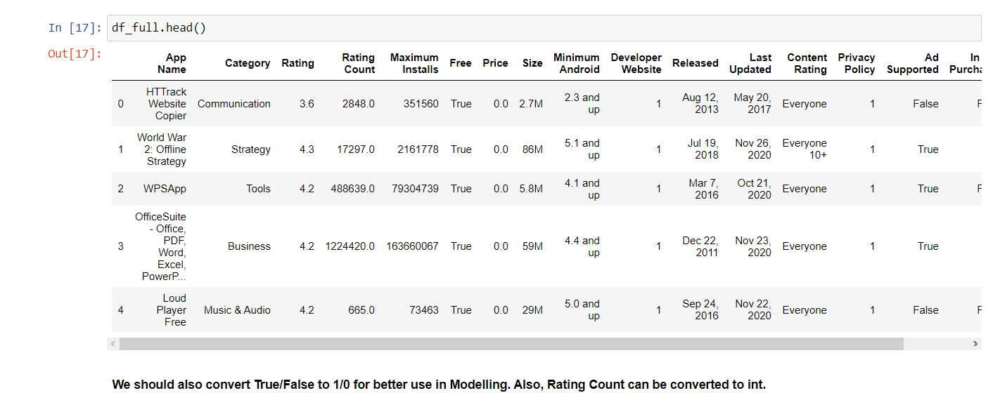 In [17]: df_full.head()
Out[17]:
App Name Category Rating Rating Count Maximum Installs Free Price Size Minimum Android Developer Website Released Last Updated Content Rating Privacy Policy Ad Supported In
0 HTTrack Website Copier Communication 3.6 2848.0 351560 True 0.0 2.7M 2.3 and up 1 Aug 12, 2013 May 20, 2017 Everyone 1 False
1 World War 2: Offline Strategy Strategy 4.3 17297.0 2161778 True 0.0 86M 5.1 and up 1 Jul 19, 2018 Nov 26, 2020 Everyone 10+ 1 True
2 WPSApp Tools 4.2 488639.0 79304739 True 0.0 5.8M 4.1 and up 1 Mar 7, 2016 Oct 21, 2020 Everyone 1 True
3 OfficeSuite - Office, PDF, Word, Excel, PowerP... Business 4.2 1224420.0 163660067 True 0.0 59M 4.4 and up 1 Dec 22, 2011 Nov 23, 2020 Everyone 1 True
4 Loud Player Free Music & Audio 4.2 665.0 73463 True 0.0 29M 5.0 and up 1 Sep 24, 2016 Nov 22, 2020 Everyone 1 False
We should also convert True/False to 1/0 for better use in Modelling. Also, Rating Count can be converted to int.